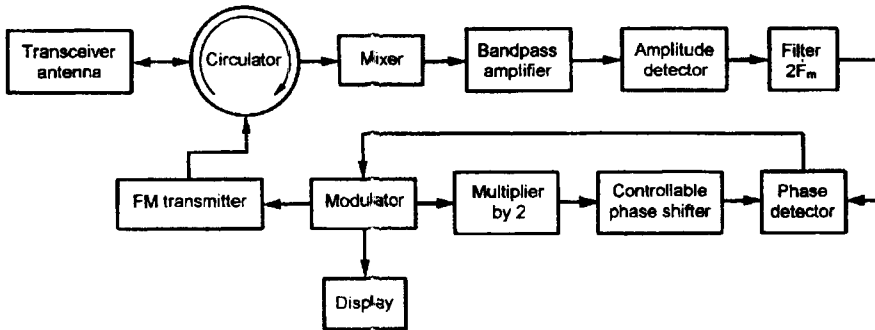 Transceiver
antenna
Circulator
Mixer
Bandpass
amplifier
Amplitude
detector
Filter
2Fₘ
FM transmitter
Modulator
Multiplier
by 2
Controllable
phase shifter
Phase
detector
Display